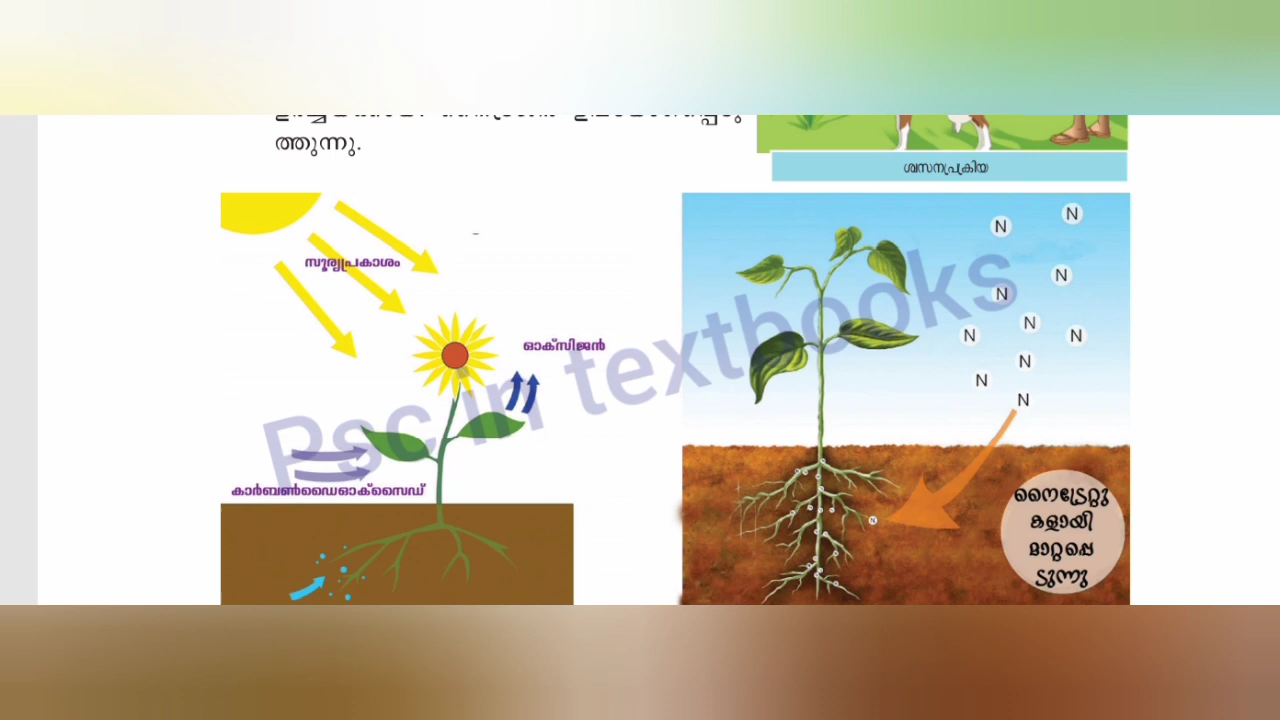 ത്തുന്നു.
ശ്വസനപ്രക്രിയ
സൂര്യപ്രകാശം
ഓക്സിജൻ
കാർബൺഡൈഓക്സൈഡ്
N
N
N
N
N
N
N
N
N
N
N
നൈട്രേറ്റു
കളായി
മാറ്റപ്പെ
ടുന്നു
Psc in textbooks